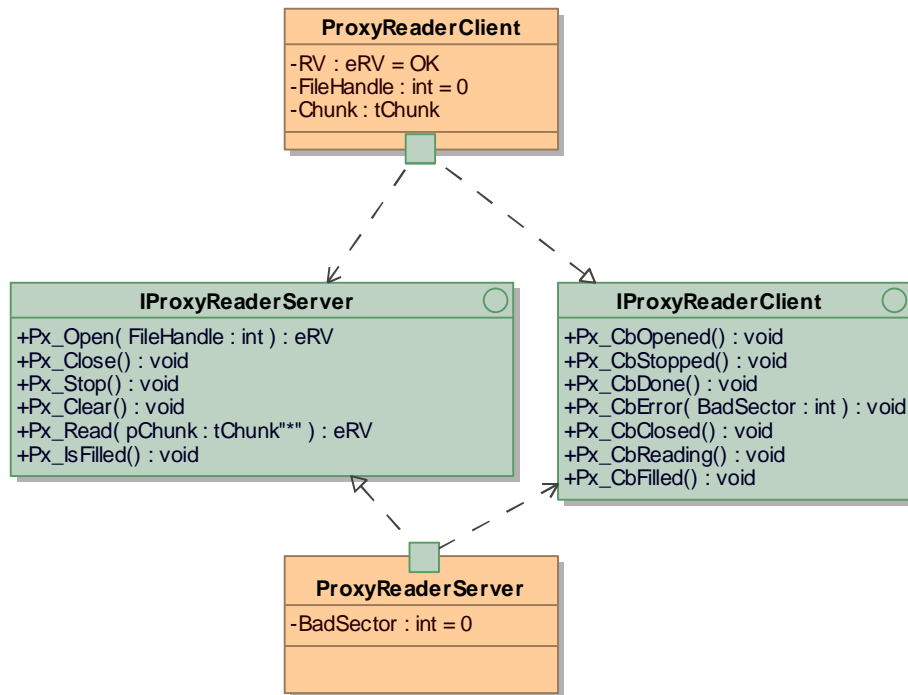 ProxyReaderClient
-RV : eRV = OK
-FileHandle : int = 0
-Chunk : tChunk
IProxyReaderServer
+Px_Open( FileHandle : int ) : eRV
+Px_Close() : void
+Px_Stop() : void
+Px_Clear() : void
+Px_Read( pChunk : tChunk"*" ) : eRV
+Px_IsFilled() : void
IProxyReaderClient
+Px_CbOpened() : void
+Px_CbStopped() : void
+Px_CbDone() : void
+Px_CbError( BadSector : int ) : void
+Px_CbClosed() : void
+Px_CbReading() : void
+Px_CbFilled() : void
ProxyReaderServer
-BadSector : int = 0